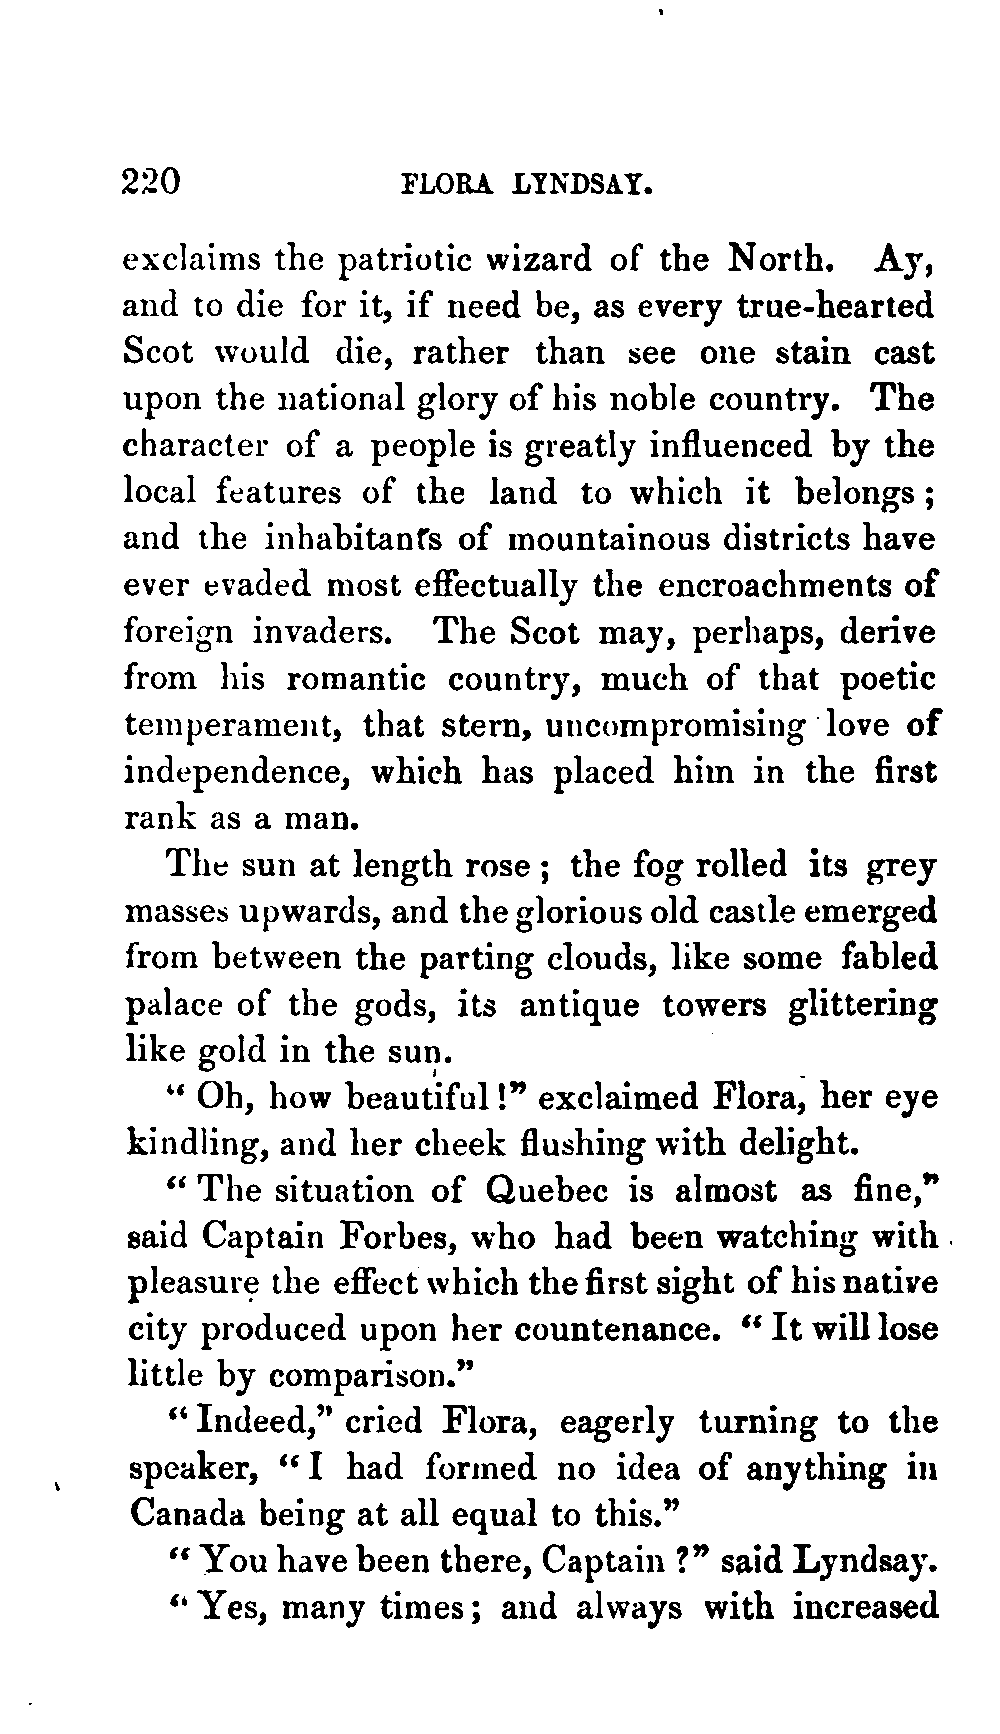 220 FLORA LYNDSAY.
exclaims the patriotic wizard of the North. Ay,
and to die for it, if need be, as every true-hearted
Scot would die, rather than see one stain cast
upon the national glory of his noble country. The
character of a people is greatly influenced by the
local features of the land to which it belongs;
and the inhabitants of mountainous districts have
ever evaded most effectually the encroachments of
foreign invaders. The Scot may, perhaps, derive
from his romantic country, much of that poetic
temperament, that stern, uncompromising love of
independence, which has placed him in the first
rank as a man.
The sun at length rose; the fog rolled its grey
masses upwards, and the glorious old castle emerged
from between the parting clouds, like some fabled
palace of the gods, its antique towers glittering
like gold in the sun.
"Oh, how beautiful!" exclaimed Flora, her eye
kindling, and her cheek flushing with delight.
"The situation of Quebec is almost as fine,"
said Captain Forbes, who had been watching with
pleasure the effect which the first sight of his native
city produced upon her countenance. "It will lose
little by comparison."
"Indeed," cried Flora, eagerly turning to the
speaker, "I had formed no idea of anything in
Canada being at all equal to this."
"You have been there, Captain?" said Lyndsay.
"Yes, many times; and always with increased